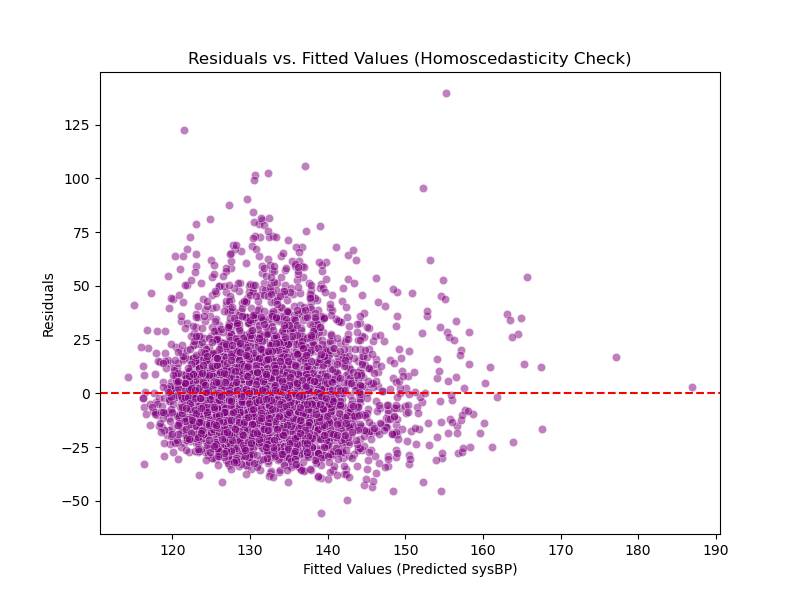 Residuals vs. Fitted Values (Homoscedasticity Check)
125
100
75
50
25
0
−25
−50
Residuals
120 130 140 150 160 170 180 190
Fitted Values (Predicted sysBP)